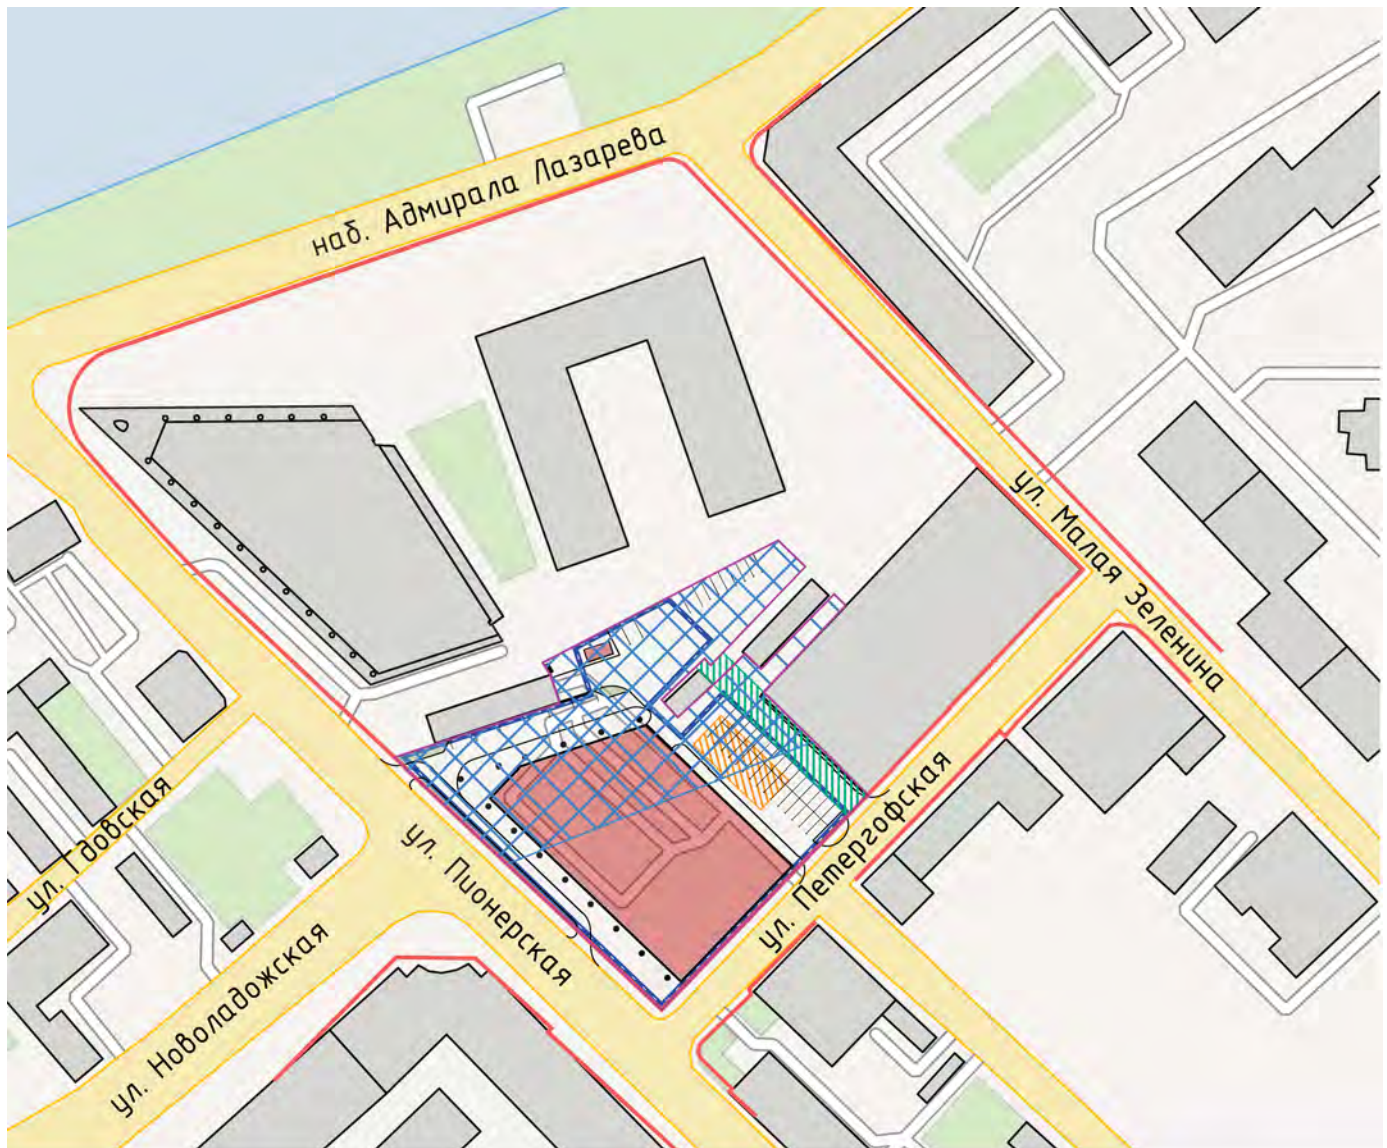 наб. Адмирала Лазарева
ул. Малая Зеленина
ул. Петергофская
ул. Пионерская
ул. Гдовская
ул. Новоладожская